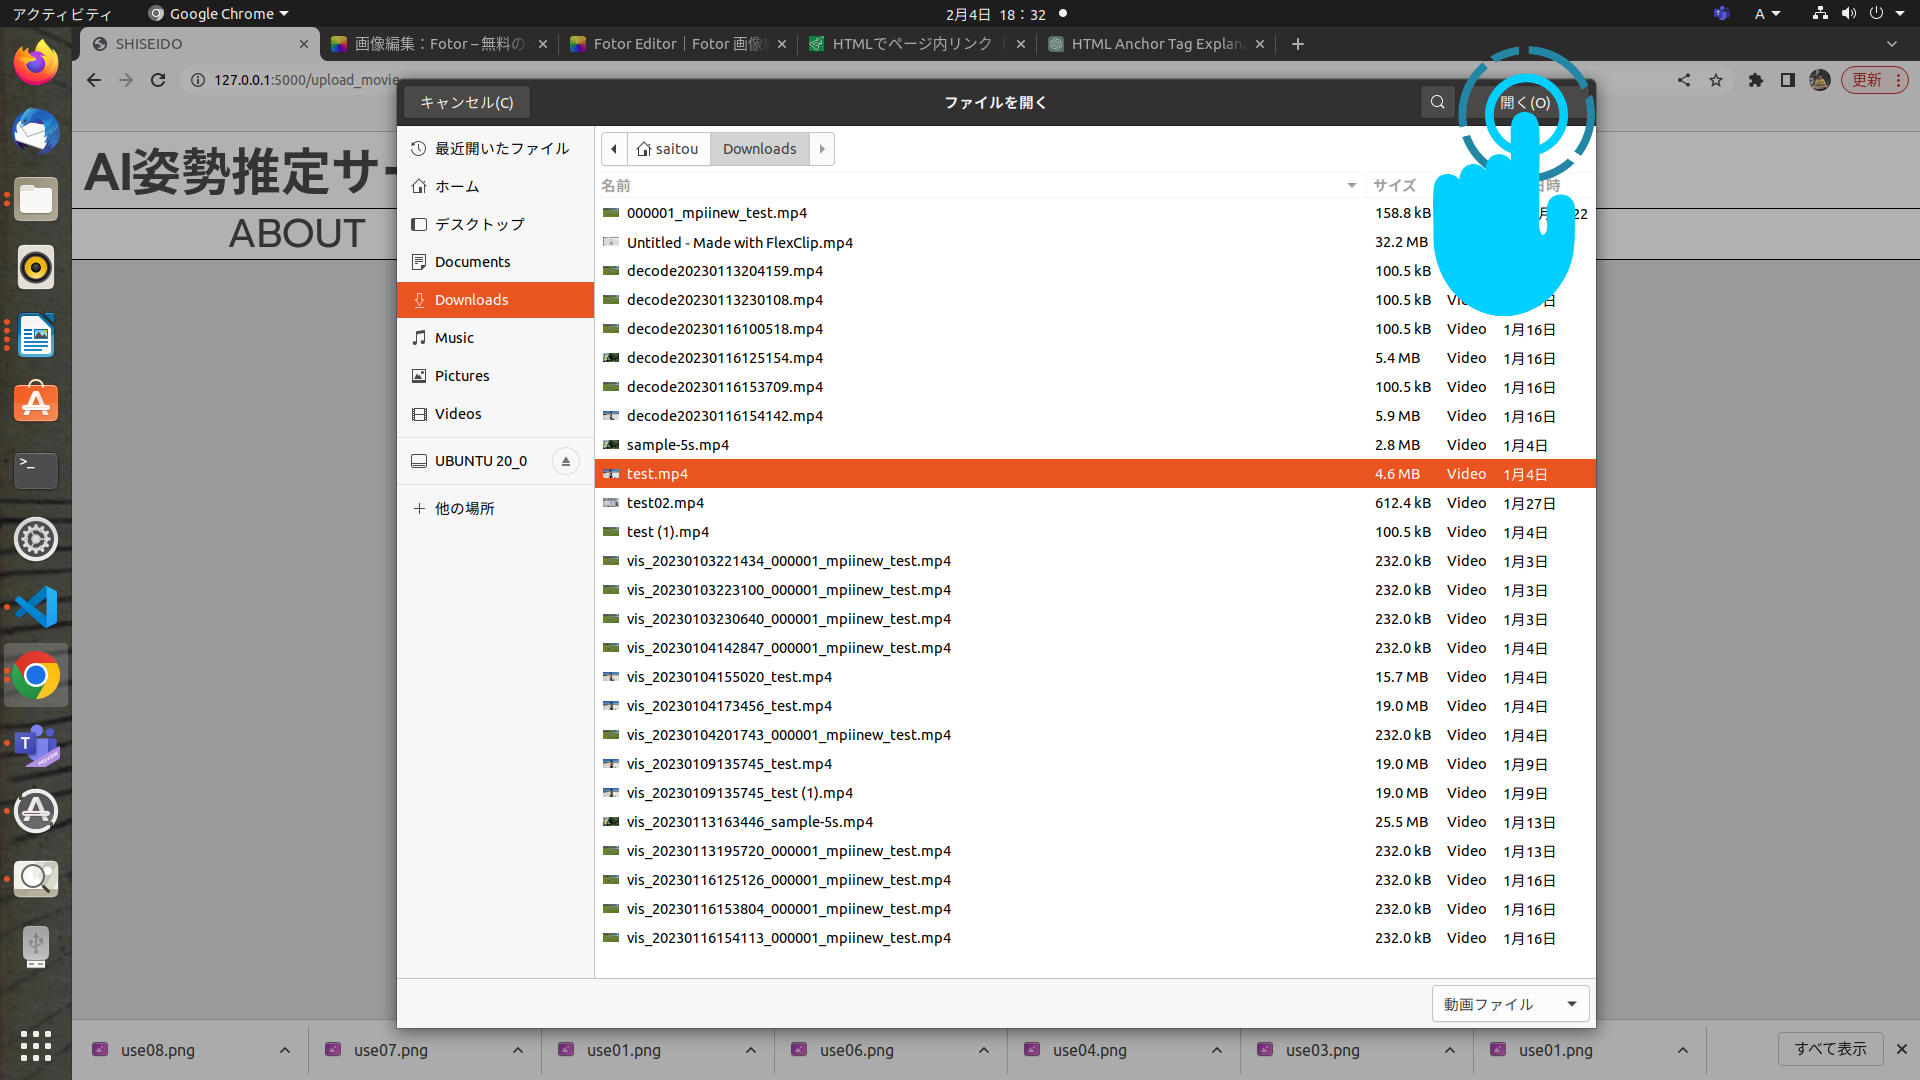 アクティビティ
Google Chrome
2月4日 18：32
A
SHISEIDO
画像編集：Fotor – 無料の
Fotor Editor | Fotor 画像
HTMLでページ内リンク
HTML Anchor Tag Explan
127.0.0.1:5000/upload_movie
更新
キャンセル(C)
ファイルを開く
開く(O)
AI姿勢推定サー
ABOUT
最近開いたファイル
ホーム
デスクトップ
Documents
Downloads
Music
Pictures
Videos
UBUNTU 20_0
他の場所
saitou
Downloads
名前 サイズ 日時
000001_mpiinew_test.mp4 158.8 kB 22
Untitled - Made with FlexClip.mp4 32.2 MB
decode20230113204159.mp4 100.5 kB
decode20230113230108.mp4 100.5 kB
decode20230116100518.mp4 100.5 kB Video 1月16日
decode20230116125154.mp4 5.4 MB Video 1月16日
decode20230116153709.mp4 100.5 kB Video 1月16日
decode20230116154142.mp4 5.9 MB Video 1月16日
sample-5s.mp4 2.8 MB Video 1月4日
test.mp4 4.6 MB Video 1月4日
test02.mp4 612.4 kB Video 1月27日
test (1).mp4 100.5 kB Video 1月4日
vis_20230103221434_000001_mpiinew_test.mp4 232.0 kB Video 1月3日
vis_20230103223100_000001_mpiinew_test.mp4 232.0 kB Video 1月3日
vis_20230103230640_000001_mpiinew_test.mp4 232.0 kB Video 1月3日
vis_20230104142847_000001_mpiinew_test.mp4 232.0 kB Video 1月4日
vis_20230104155020_test.mp4 15.7 MB Video 1月4日
vis_20230104173456_test.mp4 19.0 MB Video 1月4日
vis_20230104201743_000001_mpiinew_test.mp4 232.0 kB Video 1月4日
vis_20230109135745_test.mp4 19.0 MB Video 1月9日
vis_20230109135745_test (1).mp4 19.0 MB Video 1月9日
vis_20230113163446_sample-5s.mp4 25.5 MB Video 1月13日
vis_20230113195720_000001_mpiinew_test.mp4 232.0 kB Video 1月13日
vis_20230116125126_000001_mpiinew_test.mp4 232.0 kB Video 1月16日
vis_20230116153804_000001_mpiinew_test.mp4 232.0 kB Video 1月16日
vis_20230116154113_000001_mpiinew_test.mp4 232.0 kB Video 1月16日
動画ファイル
use08.png
use07.png
use01.png
use06.png
use04.png
use03.png
use01.png
すべて表示